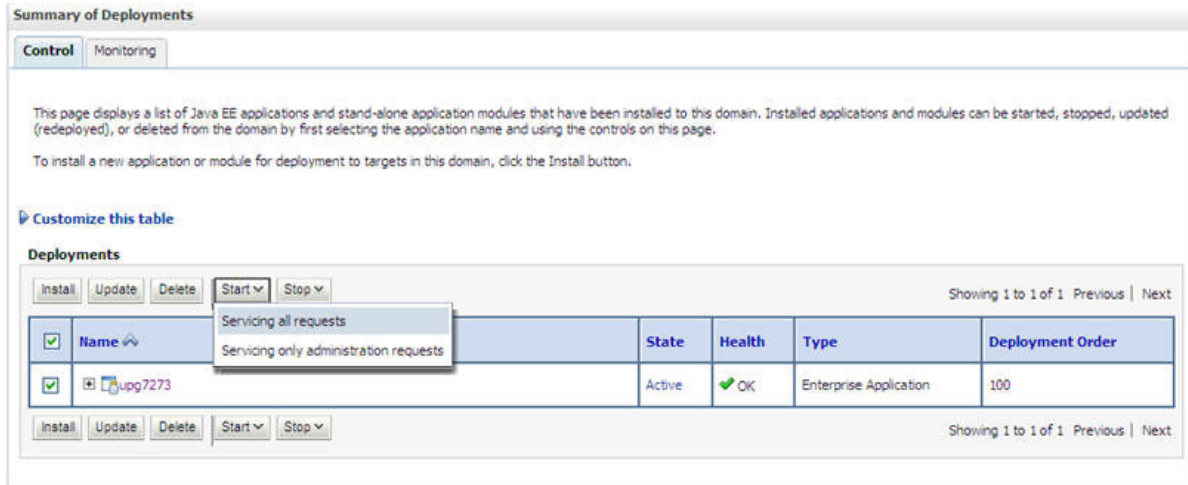 Summary of Deployments
Control Monitoring
This page displays a list of Java EE applications and stand-alone application modules that have been installed to this domain. Installed applications and modules can be started, stopped, updated
(redeployed), or deleted from the domain by first selecting the application name and using the controls on this page.
To install a new application or module for deployment to targets in this domain, click the Install button.
Customize this table
Deployments
Install Update Delete Start Stop Showing 1 to 1 of 1 Previous | Next
Servicing all requests
Servicing only administration requests
Name State Health Type Deployment Order
upg7273 Active OK Enterprise Application 100
Install Update Delete Start Stop Showing 1 to 1 of 1 Previous | Next